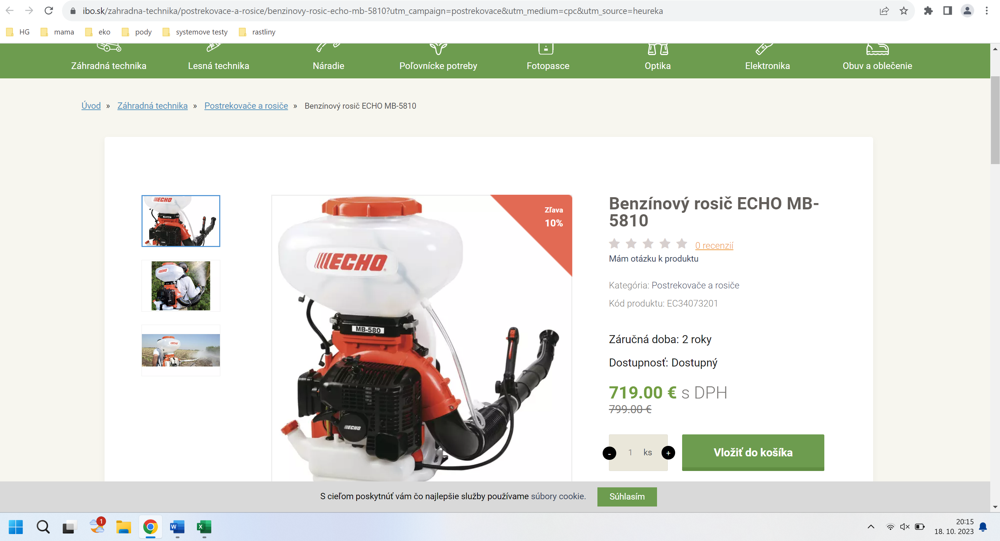 ibo.sk/zahradna-technika/postrekovace-a-rosice/benzinovy-rosic-echo-mb-5810?utm_campaign=postrekovace&utm_medium=cpc&utm_source=heureka
HG mama eko pody systemove testy rastliny
Záhradná technika Lesná technika Náradie Poľovnícke potreby Fotopasce Optika Elektronika Obuv a oblečenie
Úvod » Záhradná technika » Postrekovače a rosiče » Benzínový rosič ECHO MB-5810
ECHO
ECHO
ECHO
Zľava
10%
ECHO
MB-580
ECHO
Benzínový rosič ECHO MB-
5810
0 recenzií
Mám otázku k produktu
Kategória: Postrekovače a rosiče
Kód produktu: EC34073201
Záručná doba: 2 roky
Dostupnosť: Dostupný
719.00 € s DPH
799.00 €
- 1 ks + Vložiť do košíka
S cieľom poskytnúť vám čo najlepšie služby používame súbory cookie. Súhlasím
1
W
X
20:15
18. 10. 2023